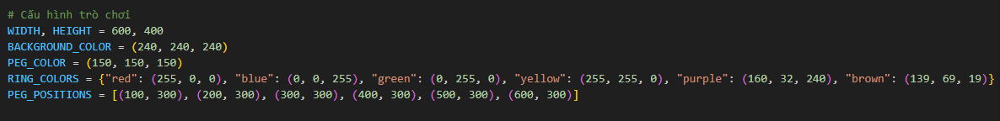 # Cấu hình trò chơi
WIDTH, HEIGHT = 600, 400
BACKGROUND_COLOR = (240, 240, 240)
PEG_COLOR = (150, 150, 150)
RING_COLORS = {"red": (255, 0, 0), "blue": (0, 0, 255), "green": (0, 255, 0), "yellow": (255, 255, 0), "purple": (160, 32, 240), "brown": (139, 69, 19)}
PEG_POSITIONS = [(100, 300), (200, 300), (300, 300), (400, 300), (500, 300), (600, 300)]